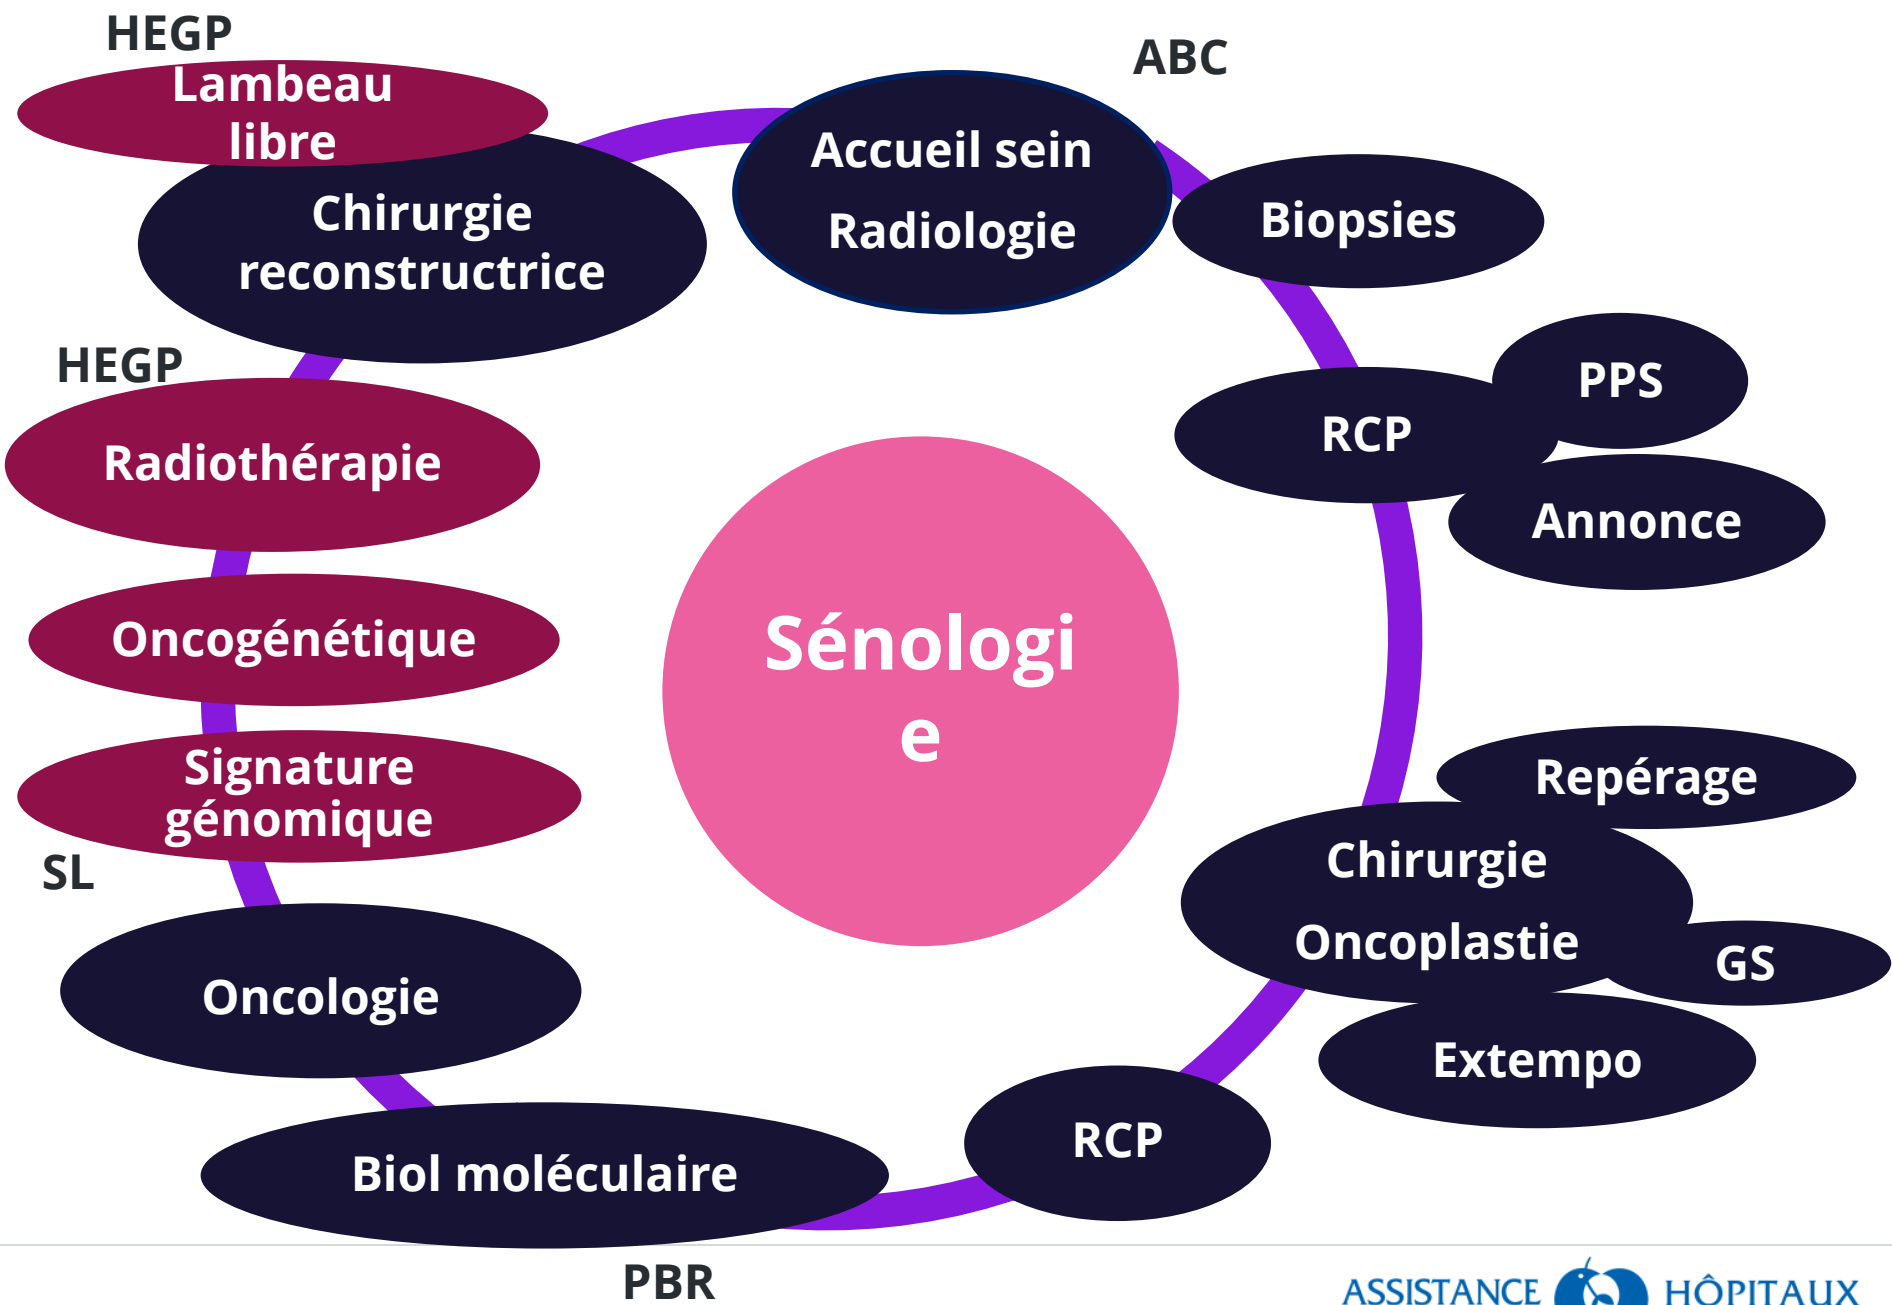 HEGP
ABC
Lambeau
libre
Accueil sein
Radiologie
Chirurgie
reconstructrice
Biopsies
HEGP
PPS
RCP
Radiothérapie
Annonce
Sénologi
e
Oncogénétique
Signature
génomique
Repérage
SL
Chirurgie
Oncoplastie
GS
Oncologie
Extempo
RCP
Biol moléculaire
PBR
ASSISTANCE HÔPITAUX